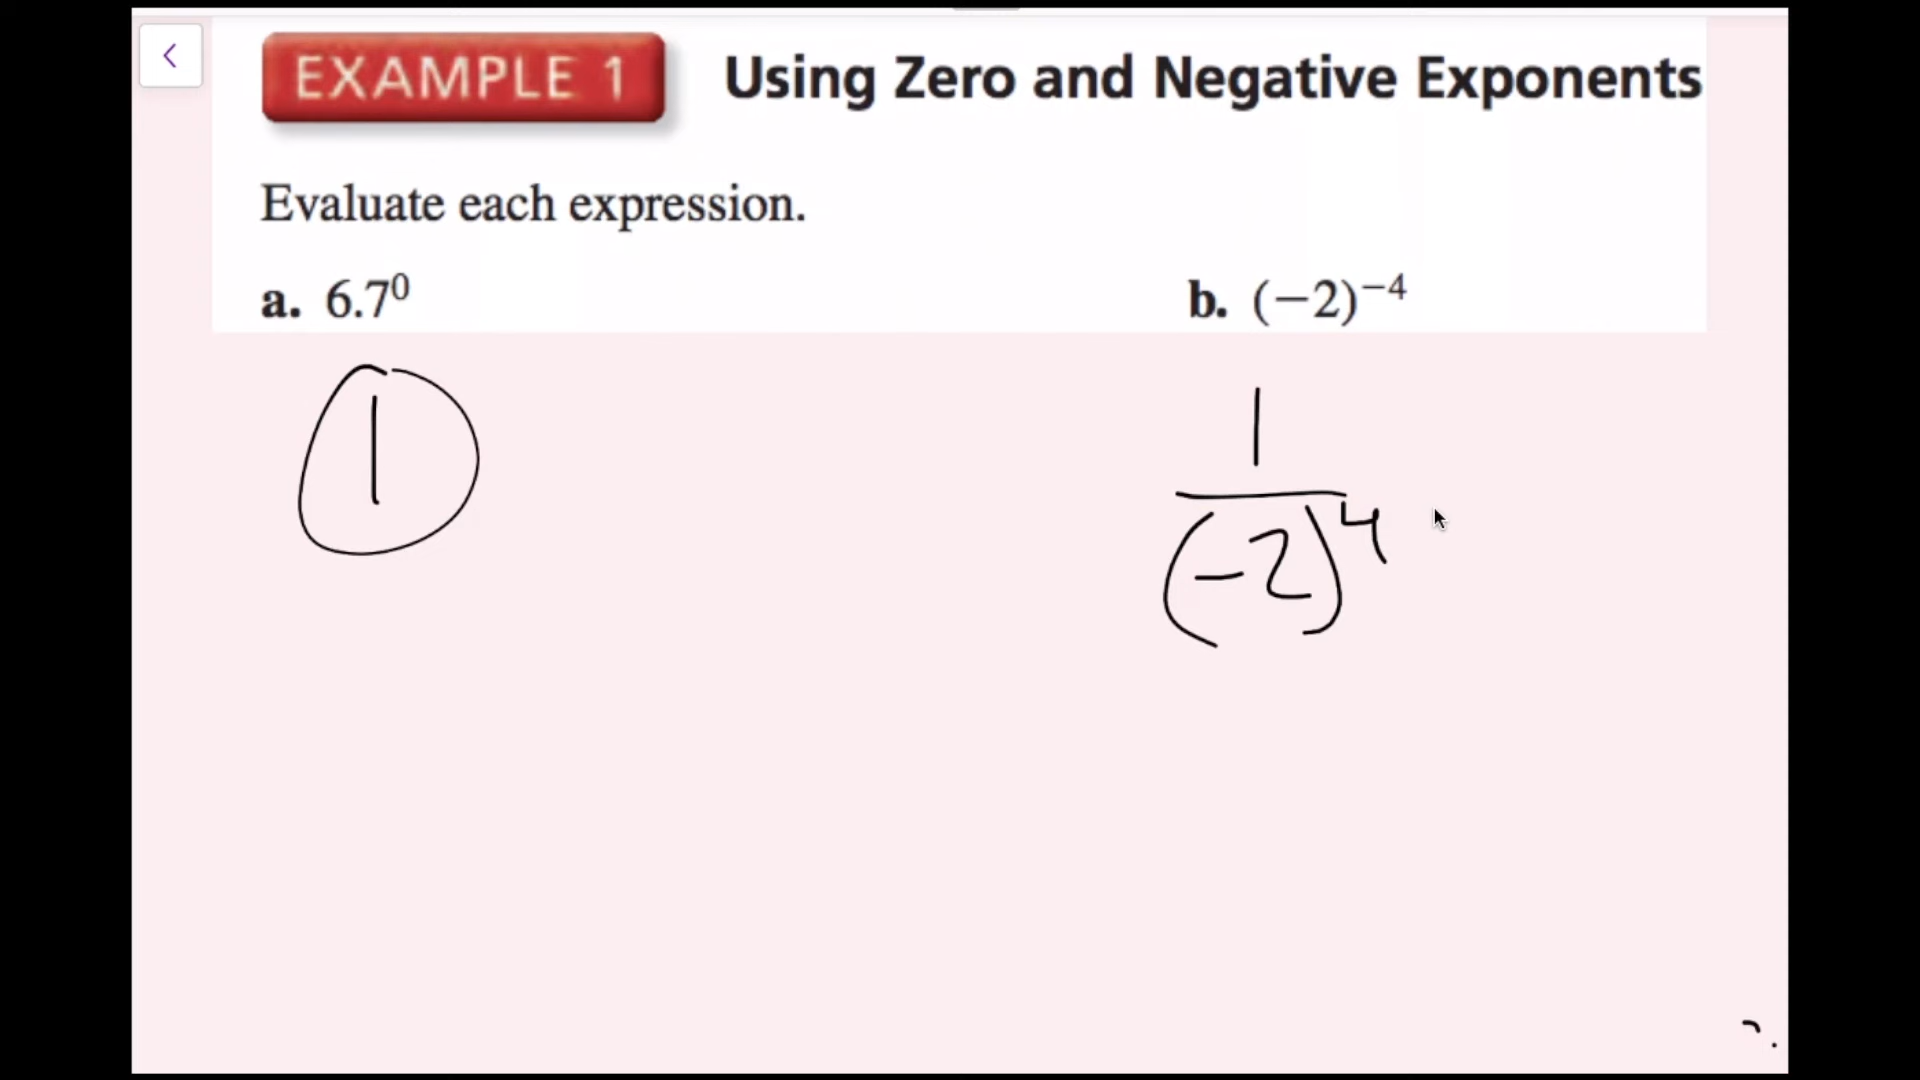 EXAMPLE 1 Using Zero and Negative Exponents
Evaluate each expression.
a. 6.7⁰ b. (−2)⁻⁴
1
1
(-2)⁴